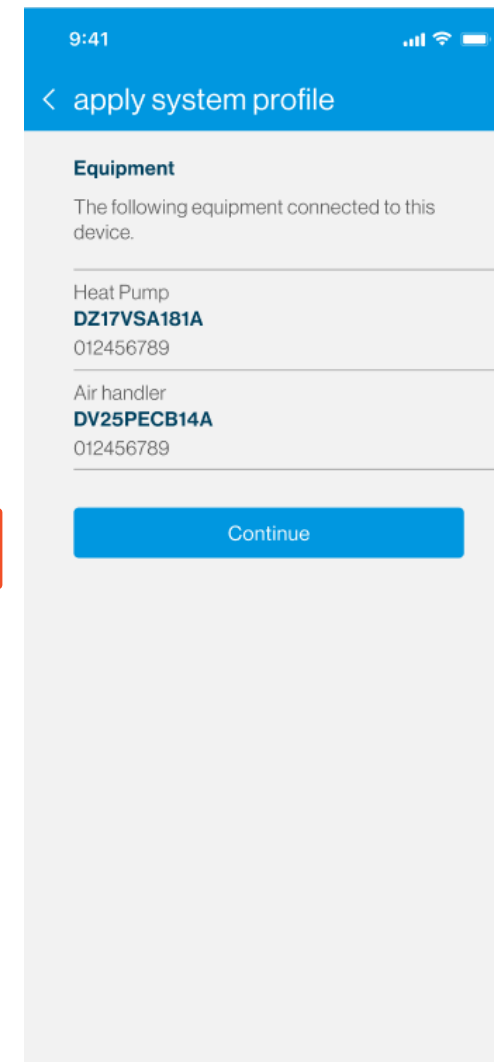 9:41
apply system profile
Equipment
The following equipment connected to this
device.
Heat Pump
DZ17VSA181A
012456789
Air handler
DV25PECB14A
012456789
Continue